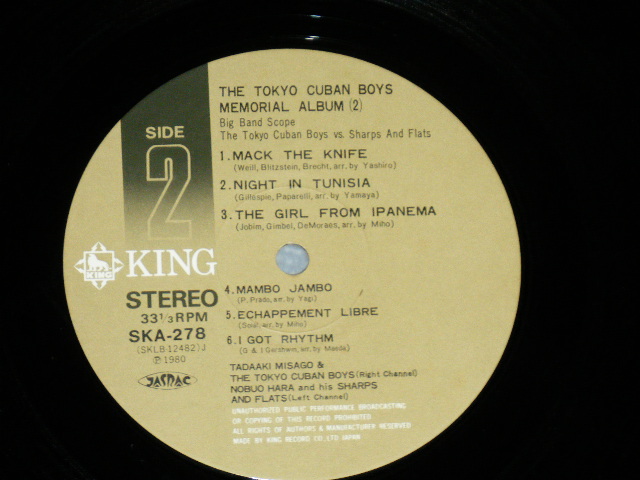 THE TOKYO CUBAN BOYS
MEMORIAL ALBUM (2)
Big Band Scope
The Tokyo Cuban Boys vs. Sharps And Flats
SIDE
2
1. MACK THE KNIFE
(Weill, Blitzstein, Brecht, arr. by Yashiro)
2. NIGHT IN TUNISIA
(Gillespie, Paparelli, arr. by Yamaya)
3. THE GIRL FROM IPANEMA
(Jobim, Gimbel, DeMoraes, arr. by Miho)
KING
KING
STEREO
33 1/3 RPM
SKA-278
(SKLB-12482) J
Ⓟ1980
JASRAC
4. MAMBO JAMBO
(P. Prado, arr. by Yagi)
5. ECHAPPEMENT LIBRE
arr. by Miho)
6. I GOT RHYTHM
(G & I Gershwin, arr. by Maeda)
TADAAKI MISAGO &
THE TOKYO CUBAN BOYS (Right Channel)
NOBUO HARA and his SHARPS
AND FLATS (Left Channel)
UNAUTHORIZED PUBLIC PERFORMANCE BROADCASTING
OR COPYING OF THIS RECORD PROHIBITED
ALL RIGHTS OF AUTHORS & MANUFACTURER RESERVED
MADE BY KING RECORD CO., LTD JAPAN